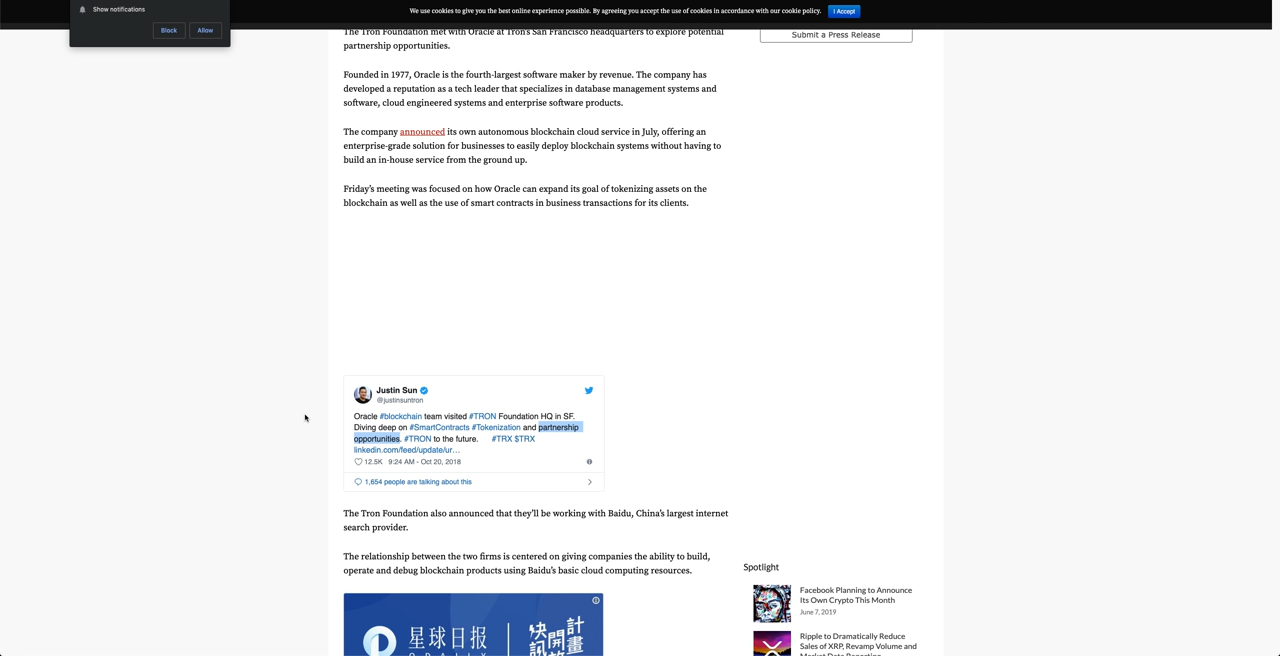 Show notifications
Block
Allow
We use cookies to give you the best online experience possible. By agreeing you accept the use of cookies in accordance with our cookie policy.
I Accept
The Tron Foundation met with Oracle at Tron's San Francisco headquarters to explore potential
partnership opportunities.
Founded in 1977, Oracle is the fourth-largest software maker by revenue. The company has
developed a reputation as a tech leader that specializes in database management systems and
software, cloud engineered systems and enterprise software products.
The company announced its own autonomous blockchain cloud service in July, offering an
enterprise-grade solution for businesses to easily deploy blockchain systems without having to
build an in-house service from the ground up.
Friday's meeting was focused on how Oracle can expand its goal of tokenizing assets on the
blockchain as well as the use of smart contracts in business transactions for its clients.
Justin Sun
@justinsuntron
Oracle #blockchain team visited #TRON Foundation HQ in SF.
Diving deep on #SmartContracts #Tokenization and partnership
opportunities. #TRON to the future. #TRX $TRX
linkedin.com/feed/update/ur…
12.5K 9:24 AM - Oct 20, 2018
1,654 people are talking about this
The Tron Foundation also announced that they'll be working with Baidu, China's largest internet
search provider.
The relationship between the two firms is centered on giving companies the ability to build,
operate and debug blockchain products using Baidu's basic cloud computing resources.
星球日报
Submit a Press Release
Spotlight
Facebook Planning to Announce
Its Own Crypto This Month
June 7, 2019
Ripple to Dramatically Reduce
Sales of XRP, Revamp Volume and
Market Data Reporting